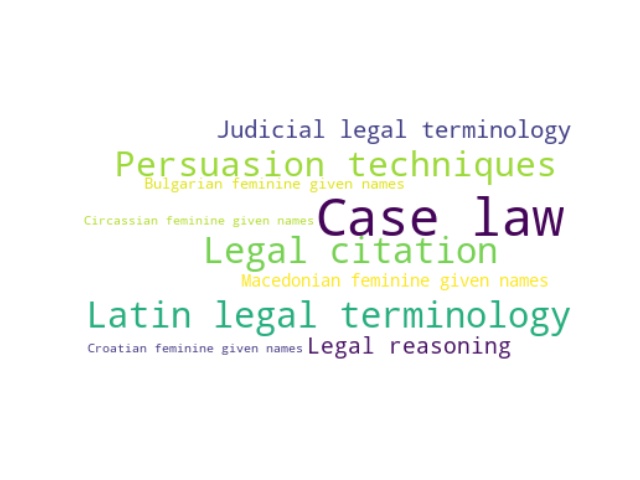 Judicial legal terminology
Persuasion techniques
Bulgarian feminine given names
Case law
Circassian feminine given names
Legal citation
Macedonian feminine given names
Latin legal terminology
Legal reasoning
Croatian feminine given names